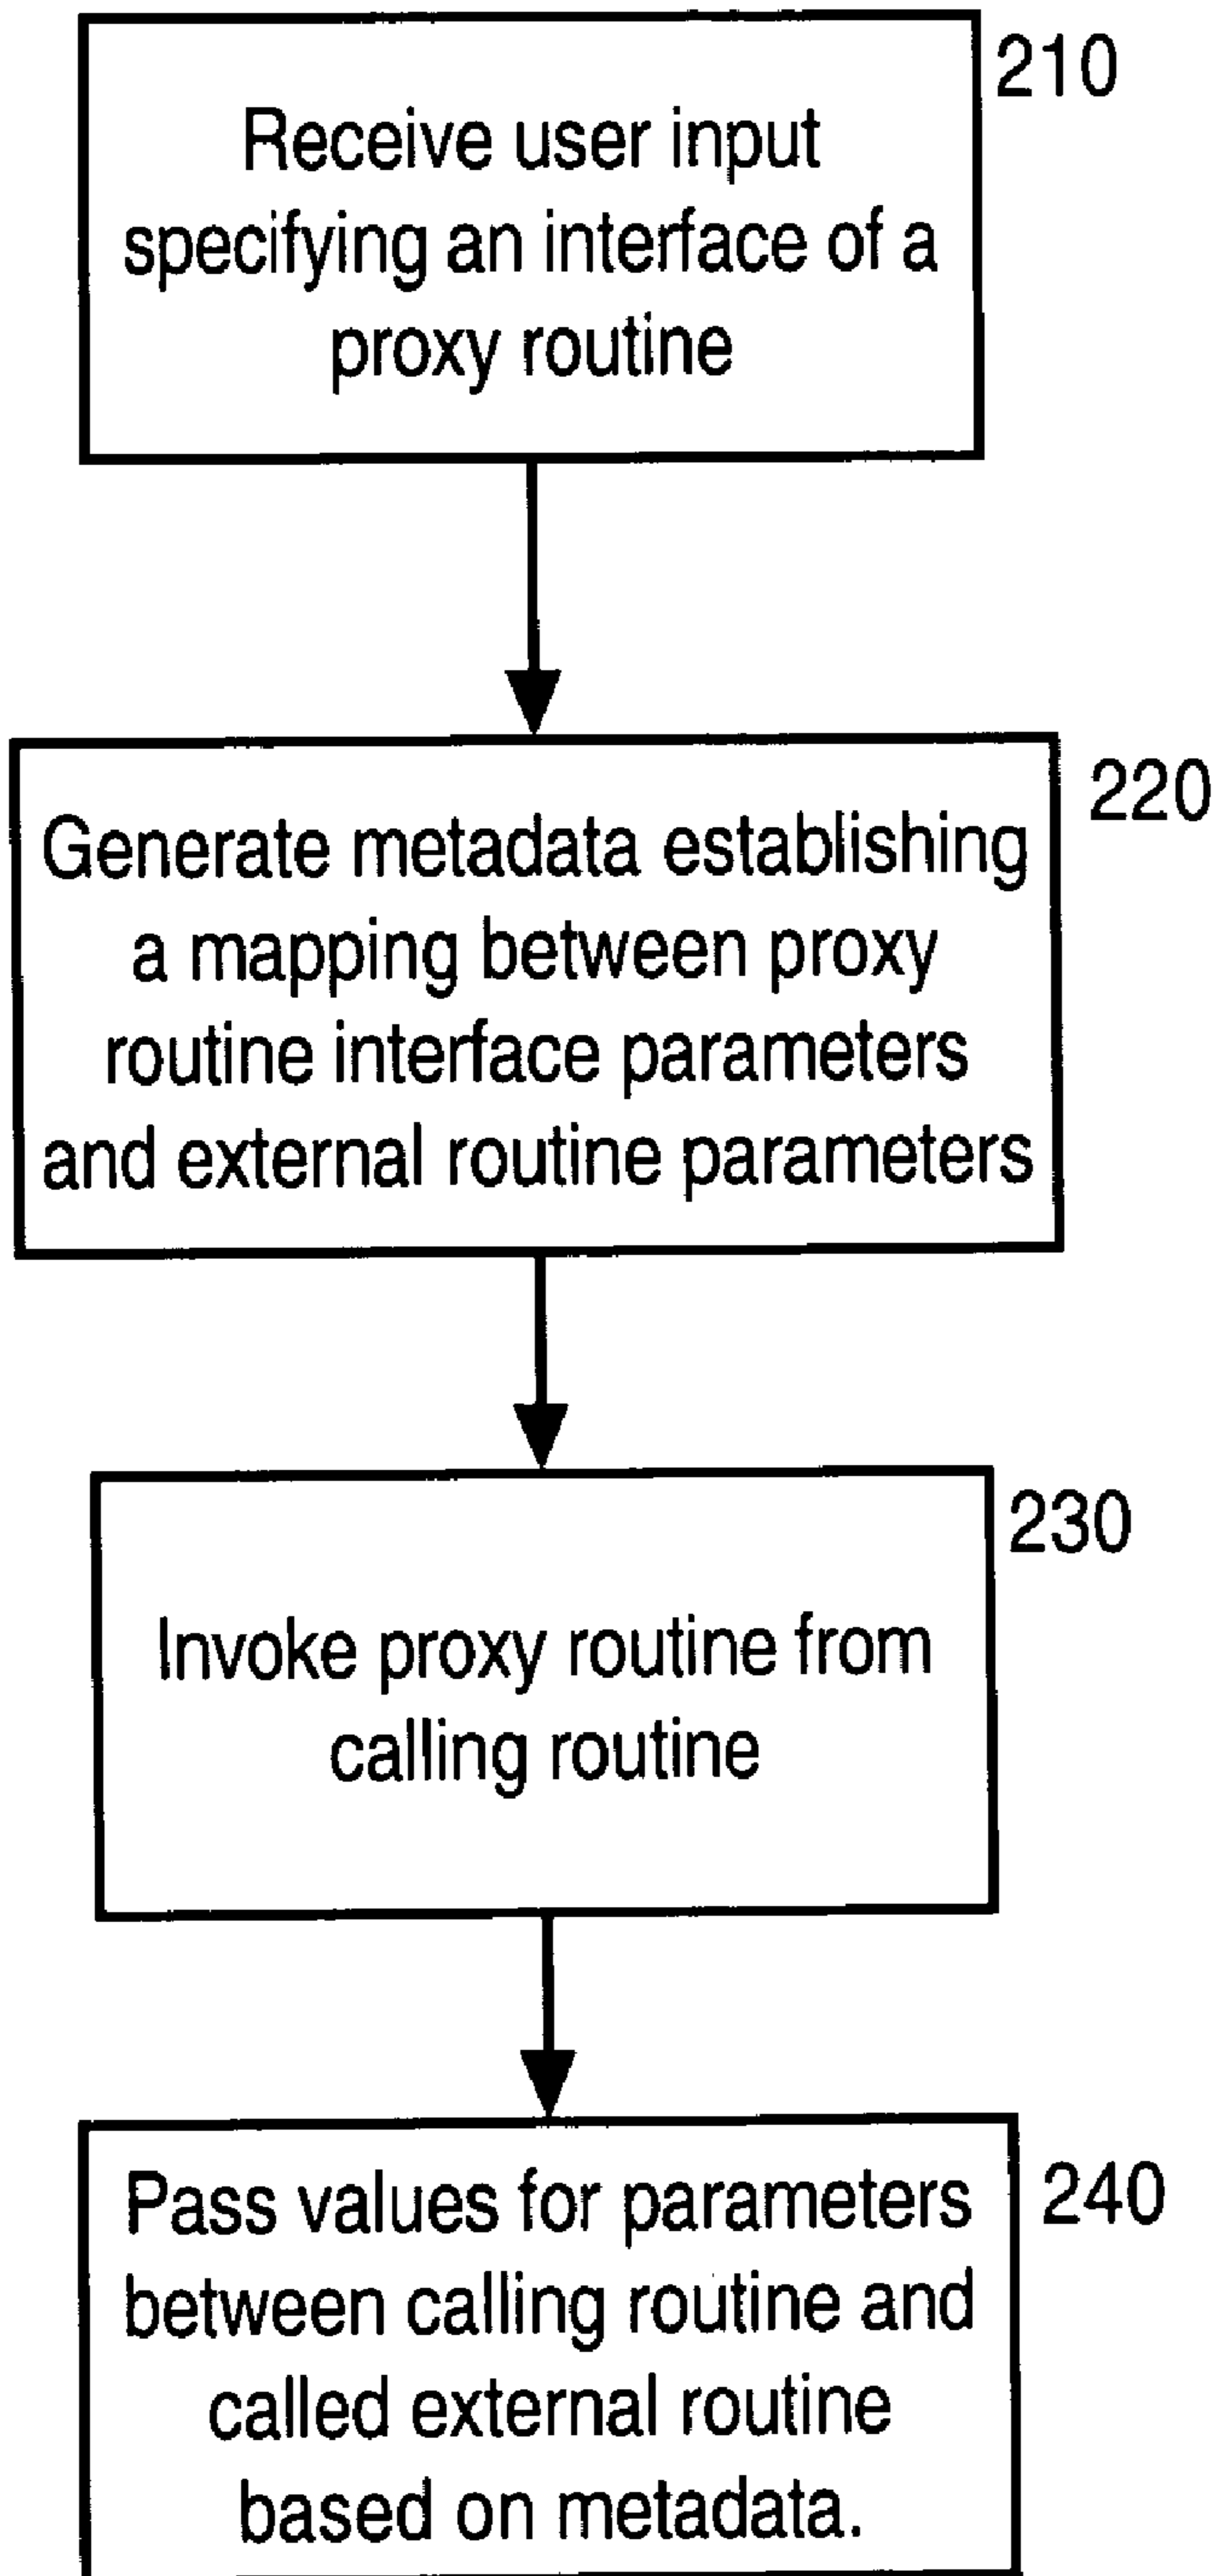 210
Receive user input
specifying an interface of a
proxy routine
220
Generate metadata establishing
a mapping between proxy
routine interface parameters
and external routine parameters
230
Invoke proxy routine from
calling routine
240
Pass values for parameters
between calling routine and
called external routine
based on metadata.